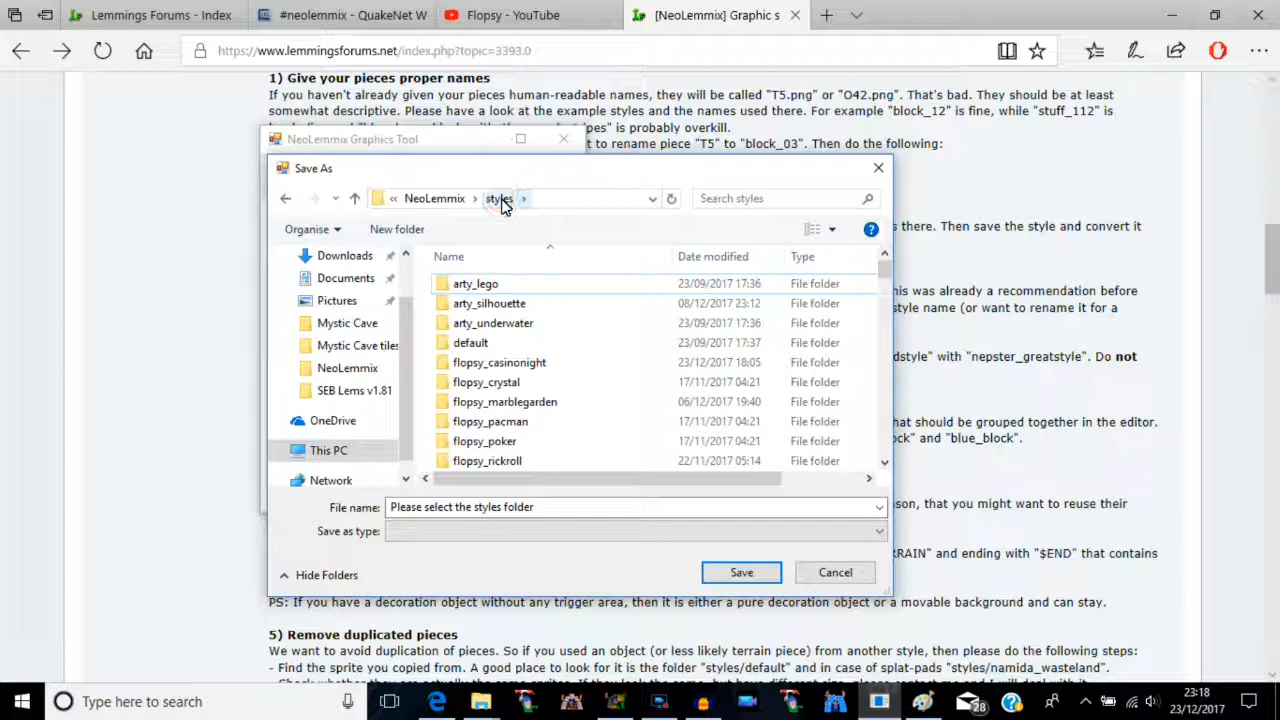 Lemmings Forums - Index
#neolemmix - QuakeNet W
Flopsy - YouTube
[NeoLemmix] Graphic s
https://www.lemmingsforums.net/index.php?topic=3393.0
1) Give your pieces proper names
If you haven't already given your pieces human-readable names, they will be called "T5.png" or "O42.png". That's bad. They should be at least
somewhat descriptive. Please have a look at the example styles and the names used there. For example "block_12" is fine, while "stuff_112" is
pes" is probably overkill.
NeoLemmix Graphics Tool
t to rename piece "T5" to "block_03". Then do the following:
Save As
NeoLemmix
styles
Search styles
Organise
New folder
s there. Then save the style and convert it
Downloads
Documents
Pictures
Mystic Cave
Mystic Cave tiles
NeoLemmix
SEB Lems v1.81
OneDrive
This PC
Network
Name
Date modified
Type
arty_lego 23/09/2017 17:36 File folder
arty_silhouette 08/12/2017 23:12 File folder
arty_underwater 23/09/2017 17:36 File folder
default 23/09/2017 17:37 File folder
flopsy_casinonight 23/12/2017 18:05 File folder
flopsy_crystal 17/11/2017 04:21 File folder
flopsy_marblegarden 06/12/2017 19:40 File folder
flopsy_pacman 17/11/2017 04:21 File folder
flopsy_poker 17/11/2017 04:21 File folder
flopsy_rickroll 22/11/2017 05:14 File folder
his was already a recommendation before
style name (or want to rename it for a
dstyle" with "nepster_greatstyle". Do not
hat should be grouped together in the editor.
ock" and "blue_block".
File name:
Please select the styles folder
Save as type:
Save
Cancel
Hide Folders
ason, that you might want to reuse their
RRAIN" and ending with "$END" that contains
PS: If you have a decoration object without any trigger area, then it is either a pure decoration object or a movable background and can stay.
5) Remove duplicated pieces
We want to avoid duplication of pieces. So if you used an object (or less likely terrain piece) from another style, then please do the following steps:
- Find the sprite you copied from. A good place to look for it is the folder "styles/default" and in case of splat-pads "styles/namida_wasteland".
Type here to search
28
23:18
23/12/2017